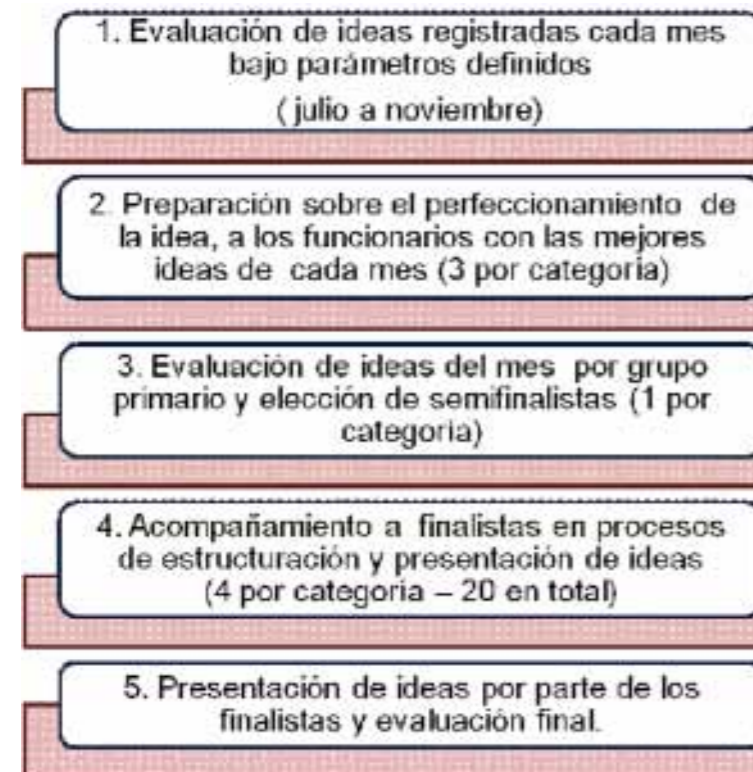 1. Evaluación de ideas registradas cada mes
bajo parámetros definidos
( julio a noviembre)
2. Preparación sobre el perfeccionamiento de
la idea, a los funcionarios con las mejores
ideas de cada mes (3 por categoría)
3. Evaluación de ideas del mes por grupo
primario y elección de semifinalistas (1 por
categoría)
4. Acompañamiento a finalistas en procesos
de estructuración y presentación de ideas
(4 por categoría – 20 en total)
5. Presentación de ideas por parte de los
finalistas y evaluación final.